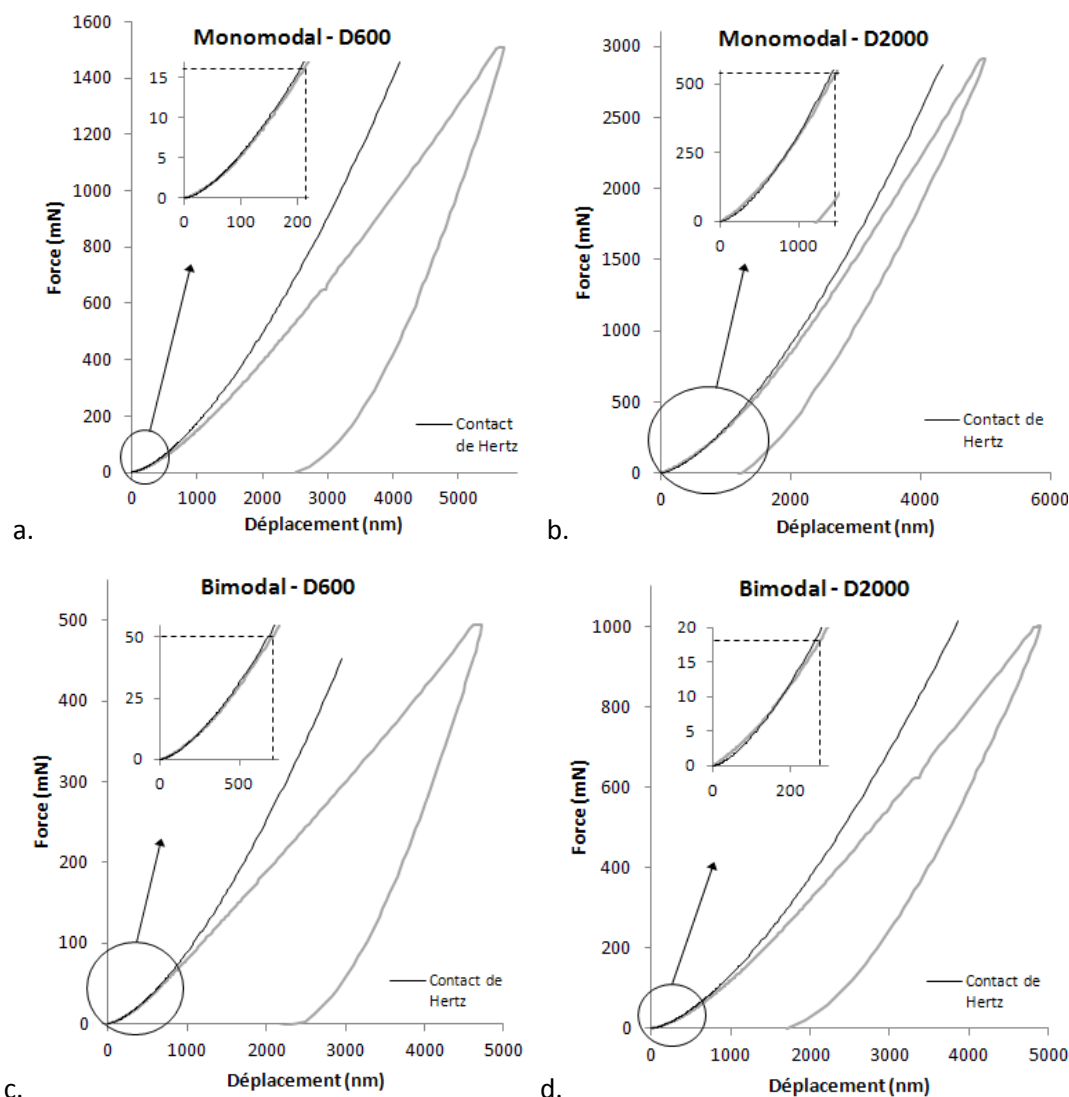 Monomodal - D600
Force (mN)
1600
1400
1200
1000
800
600
400
200
0
15
10
5
0
0 100 200
Contact
de Hertz
0 1000 2000 3000 4000 5000
Déplacement (nm)
a.
Monomodal - D2000
Force (mN)
3000
2500
2000
1500
1000
500
0
500
250
0
0 1000
Contact de
Hertz
0 2000 4000 6000
Déplacement (nm)
b.
Bimodal - D600
Force (mN)
500
400
300
200
100
0
50
25
0
0 500
Contact de
Hertz
0 1000 2000 3000 4000 5000
Déplacement (nm)
c.
Bimodal - D2000
Force (mN)
1000
800
600
400
200
0
20
15
10
5
0
0 200
Contact de
Hertz
0 1000 2000 3000 4000 5000
Déplacement (nm)
d.